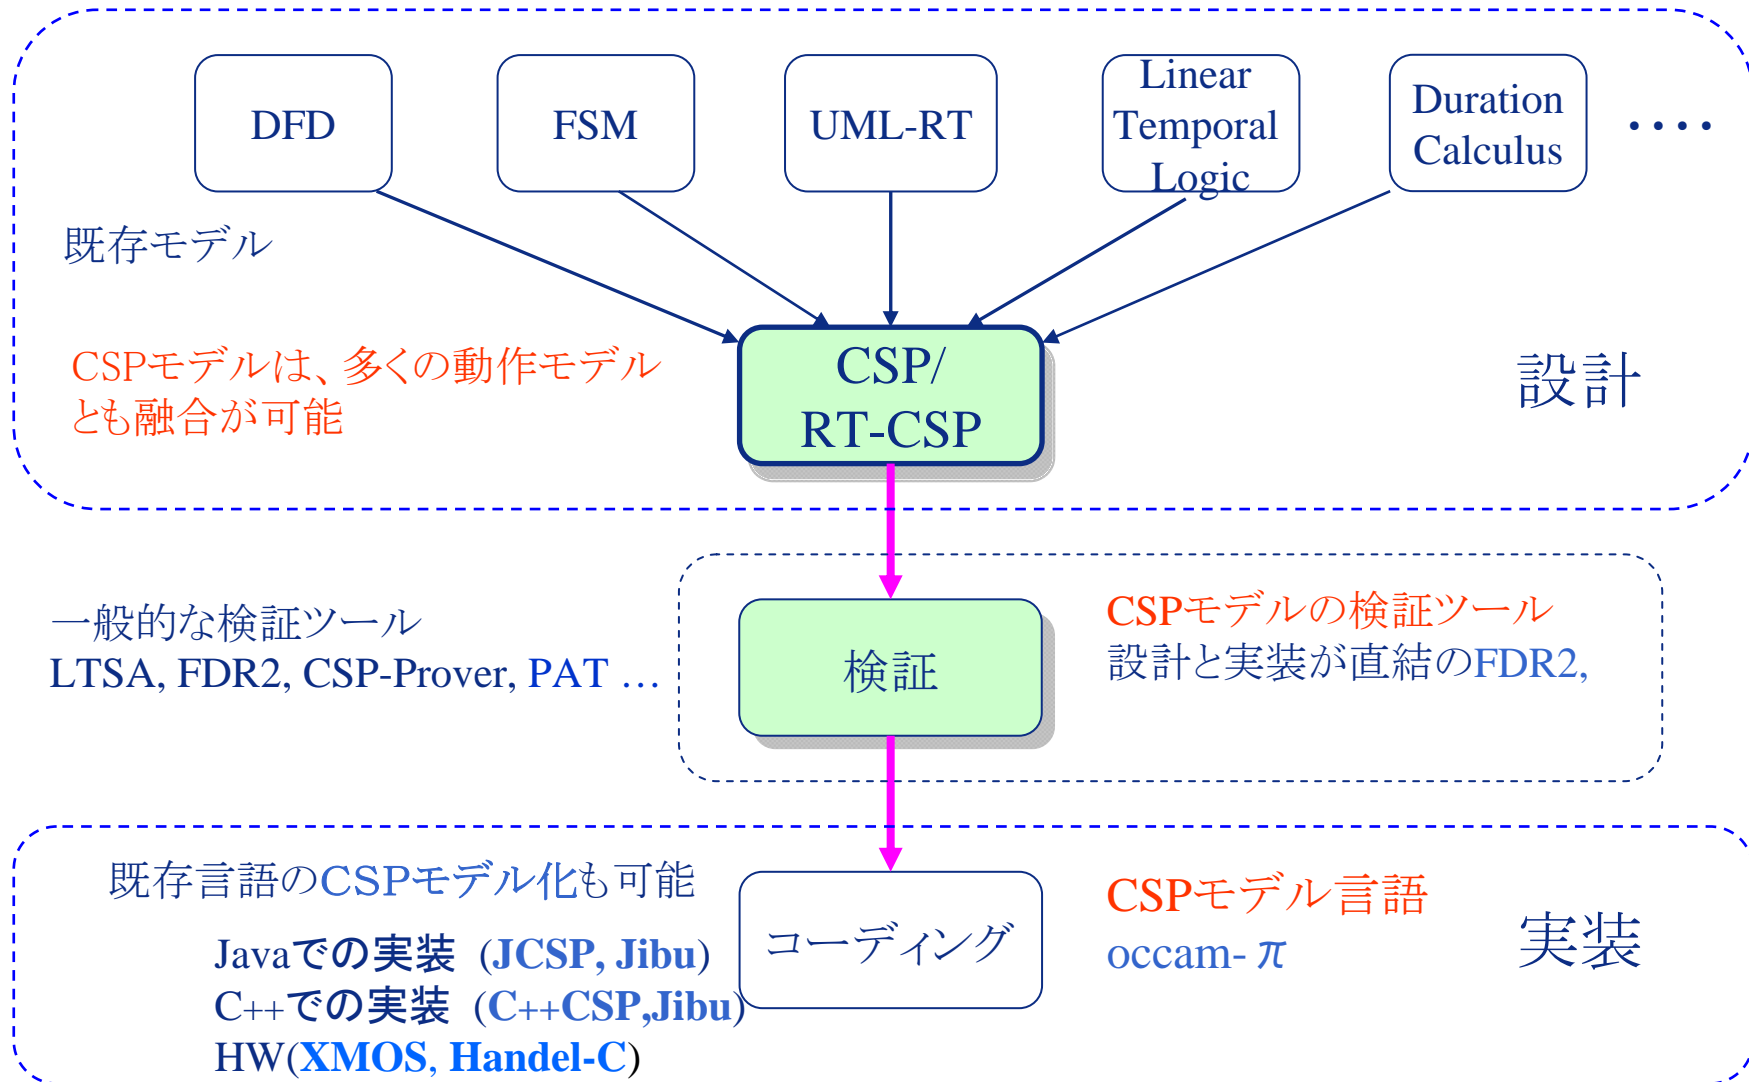 DFD
FSM
UML-RT
Linear
Temporal
Logic
Duration
Calculus
....
既存モデル
CSPモデルは、多くの動作モデル
とも融合が可能
CSP/
RT-CSP
設計
一般的な検証ツール
LTSA, FDR2, CSP-Prover, PAT …
検証
CSPモデルの検証ツール
設計と実装が直結のFDR2,
既存言語のCSPモデル化も可能
Javaでの実装 (JCSP, Jibu)
C++での実装 (C++CSP,Jibu)
HW(XMOS, Handel-C)
コーディング
CSPモデル言語
occam-π
実装